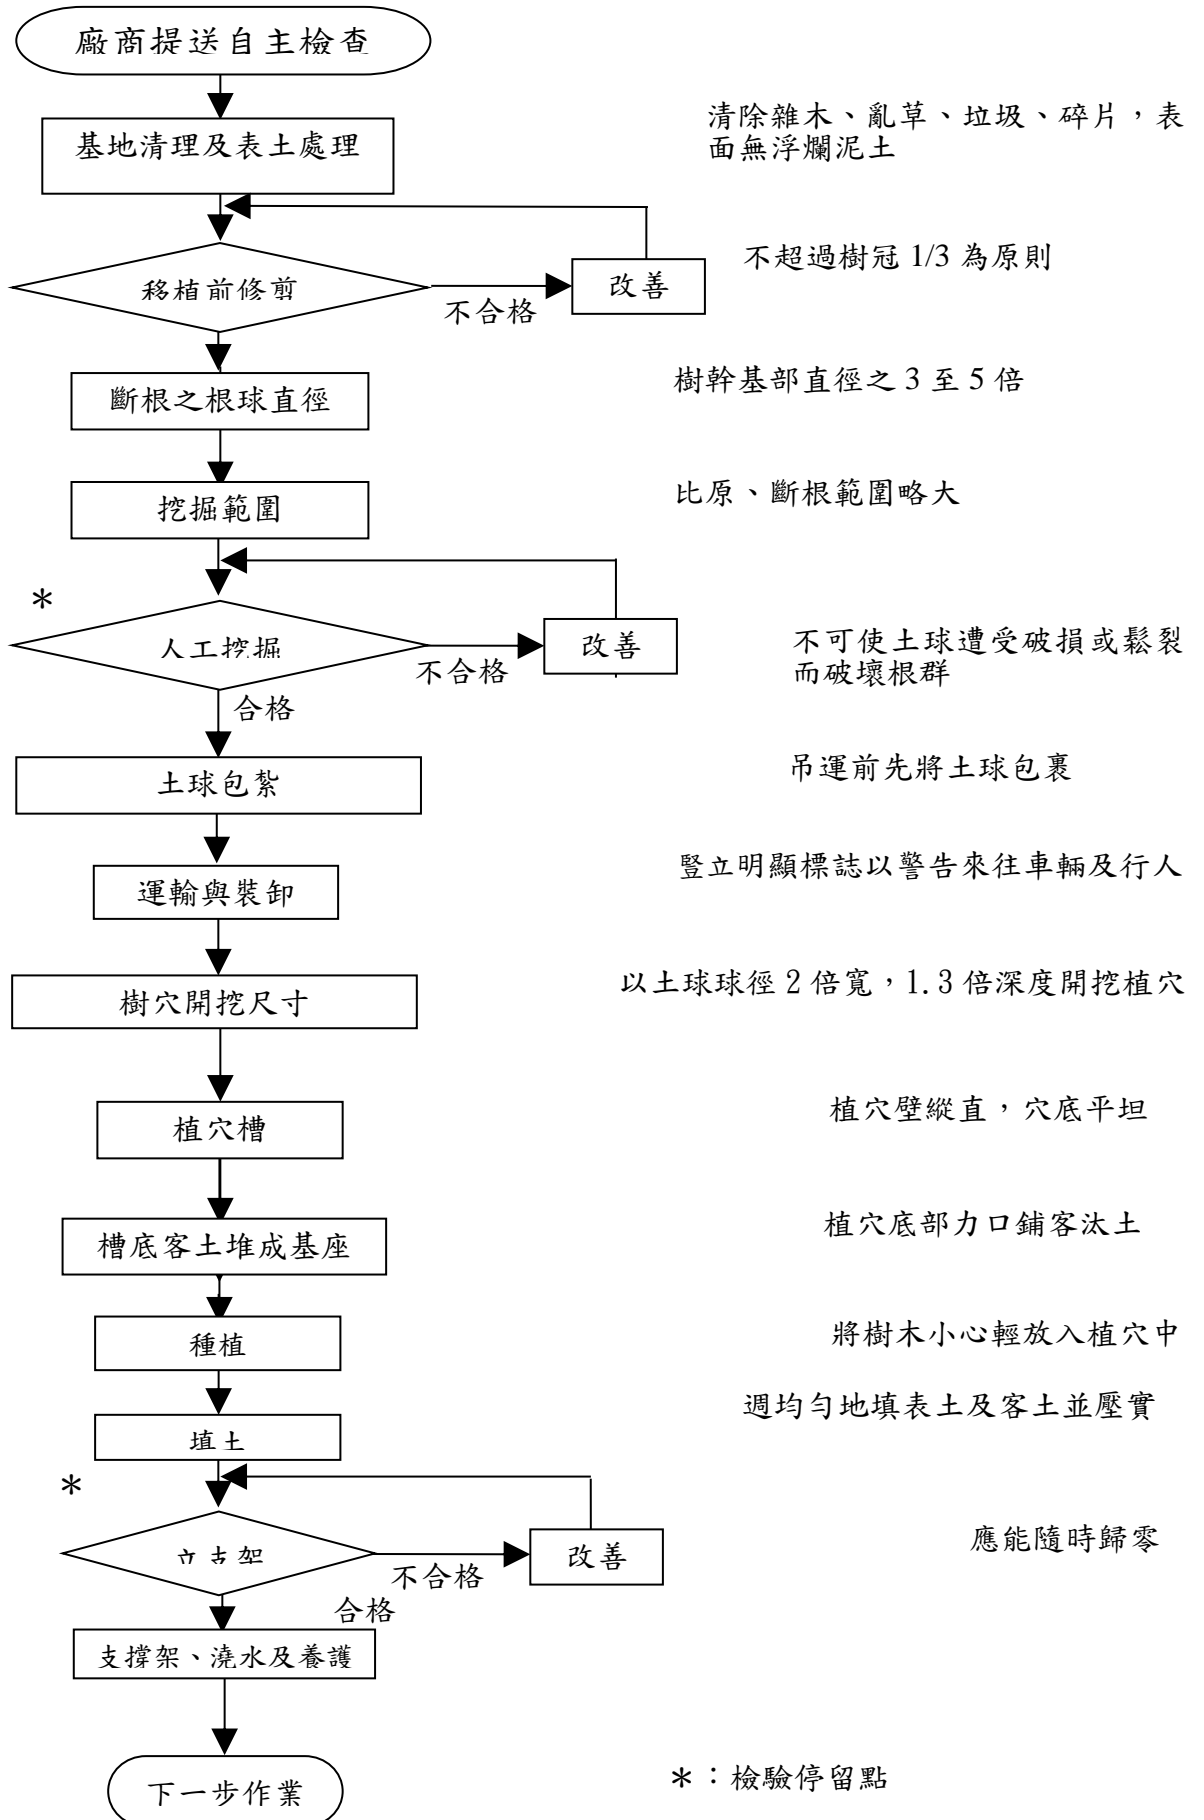 廠商提送自主檢查
清除雜木、亂草、垃圾、碎片，表
面無浮爛泥土
基地清理及表土處理
不超過樹冠 1/3 為原則
移植前修剪
不合格
改善
樹幹基部直徑之 3 至 5 倍
斷根之根球直徑
比原、斷根範圍略大
挖掘範圍
＊
人工挖掘
不合格
改善
不可使土球遭受破損或鬆裂
而破壞根群
合格
土球包紮
吊運前先將土球包裹
運輸與裝卸
豎立明顯標誌以警告來往車輛及行人
樹穴開挖尺寸
以土球球徑 2 倍寬，1.3 倍深度開挖植穴
植穴槽
植穴壁縱直，穴底平坦
槽底客土堆成基座
植穴底部力口鋪客汰土
種植
將樹木小心輕放入植穴中
填土
週均勻地填表土及客土並壓實
＊
立支架
不合格
改善
應能隨時歸零
合格
支撐架、澆水及養護
下一步作業
＊：檢驗停留點